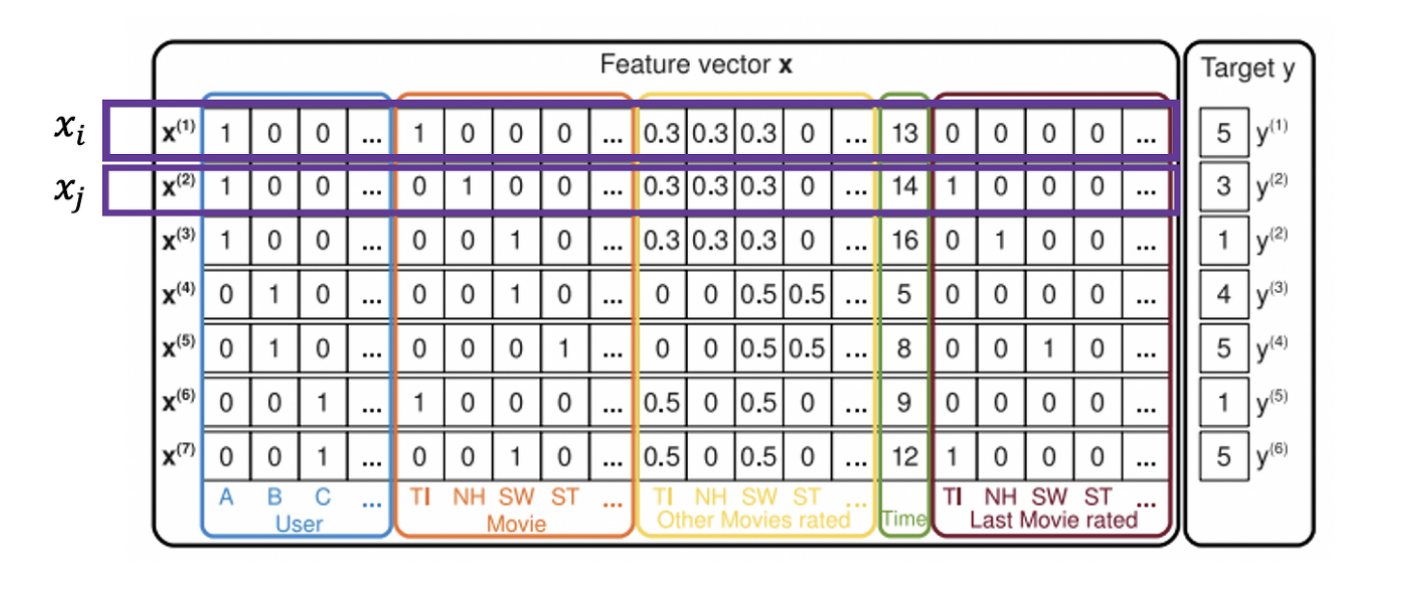 Feature vector x Target y
xᵢ x⁽¹⁾ 1 0 0 ... 1 0 0 0 ... 0.3 0.3 0.3 0 ... 13 0 0 0 0 ... 5 y⁽¹⁾
xⱼ x⁽²⁾ 1 0 0 ... 0 1 0 0 ... 0.3 0.3 0.3 0 ... 14 1 0 0 0 ... 3 y⁽²⁾
x⁽³⁾ 1 0 0 ... 0 0 1 0 ... 0.3 0.3 0.3 0 ... 16 0 1 0 0 ... 1 y⁽²⁾
x⁽⁴⁾ 0 1 0 ... 0 0 1 0 ... 0 0 0.5 0.5 ... 5 0 0 0 0 ... 4 y⁽³⁾
x⁽⁵⁾ 0 1 0 ... 0 0 0 1 ... 0 0 0.5 0.5 ... 8 0 0 1 0 ... 5 y⁽⁴⁾
x⁽⁶⁾ 0 0 1 ... 1 0 0 0 ... 0.5 0 0.5 0 ... 9 0 0 0 0 ... 1 y⁽⁵⁾
x⁽⁷⁾ 0 0 1 ... 0 0 1 0 ... 0.5 0 0.5 0 ... 12 1 0 0 0 ... 5 y⁽⁶⁾
A B C ... TI NH SW ST ... TI NH SW ST ... TI NH SW ST ...
User Movie Other Movies rated Time Last Movie rated